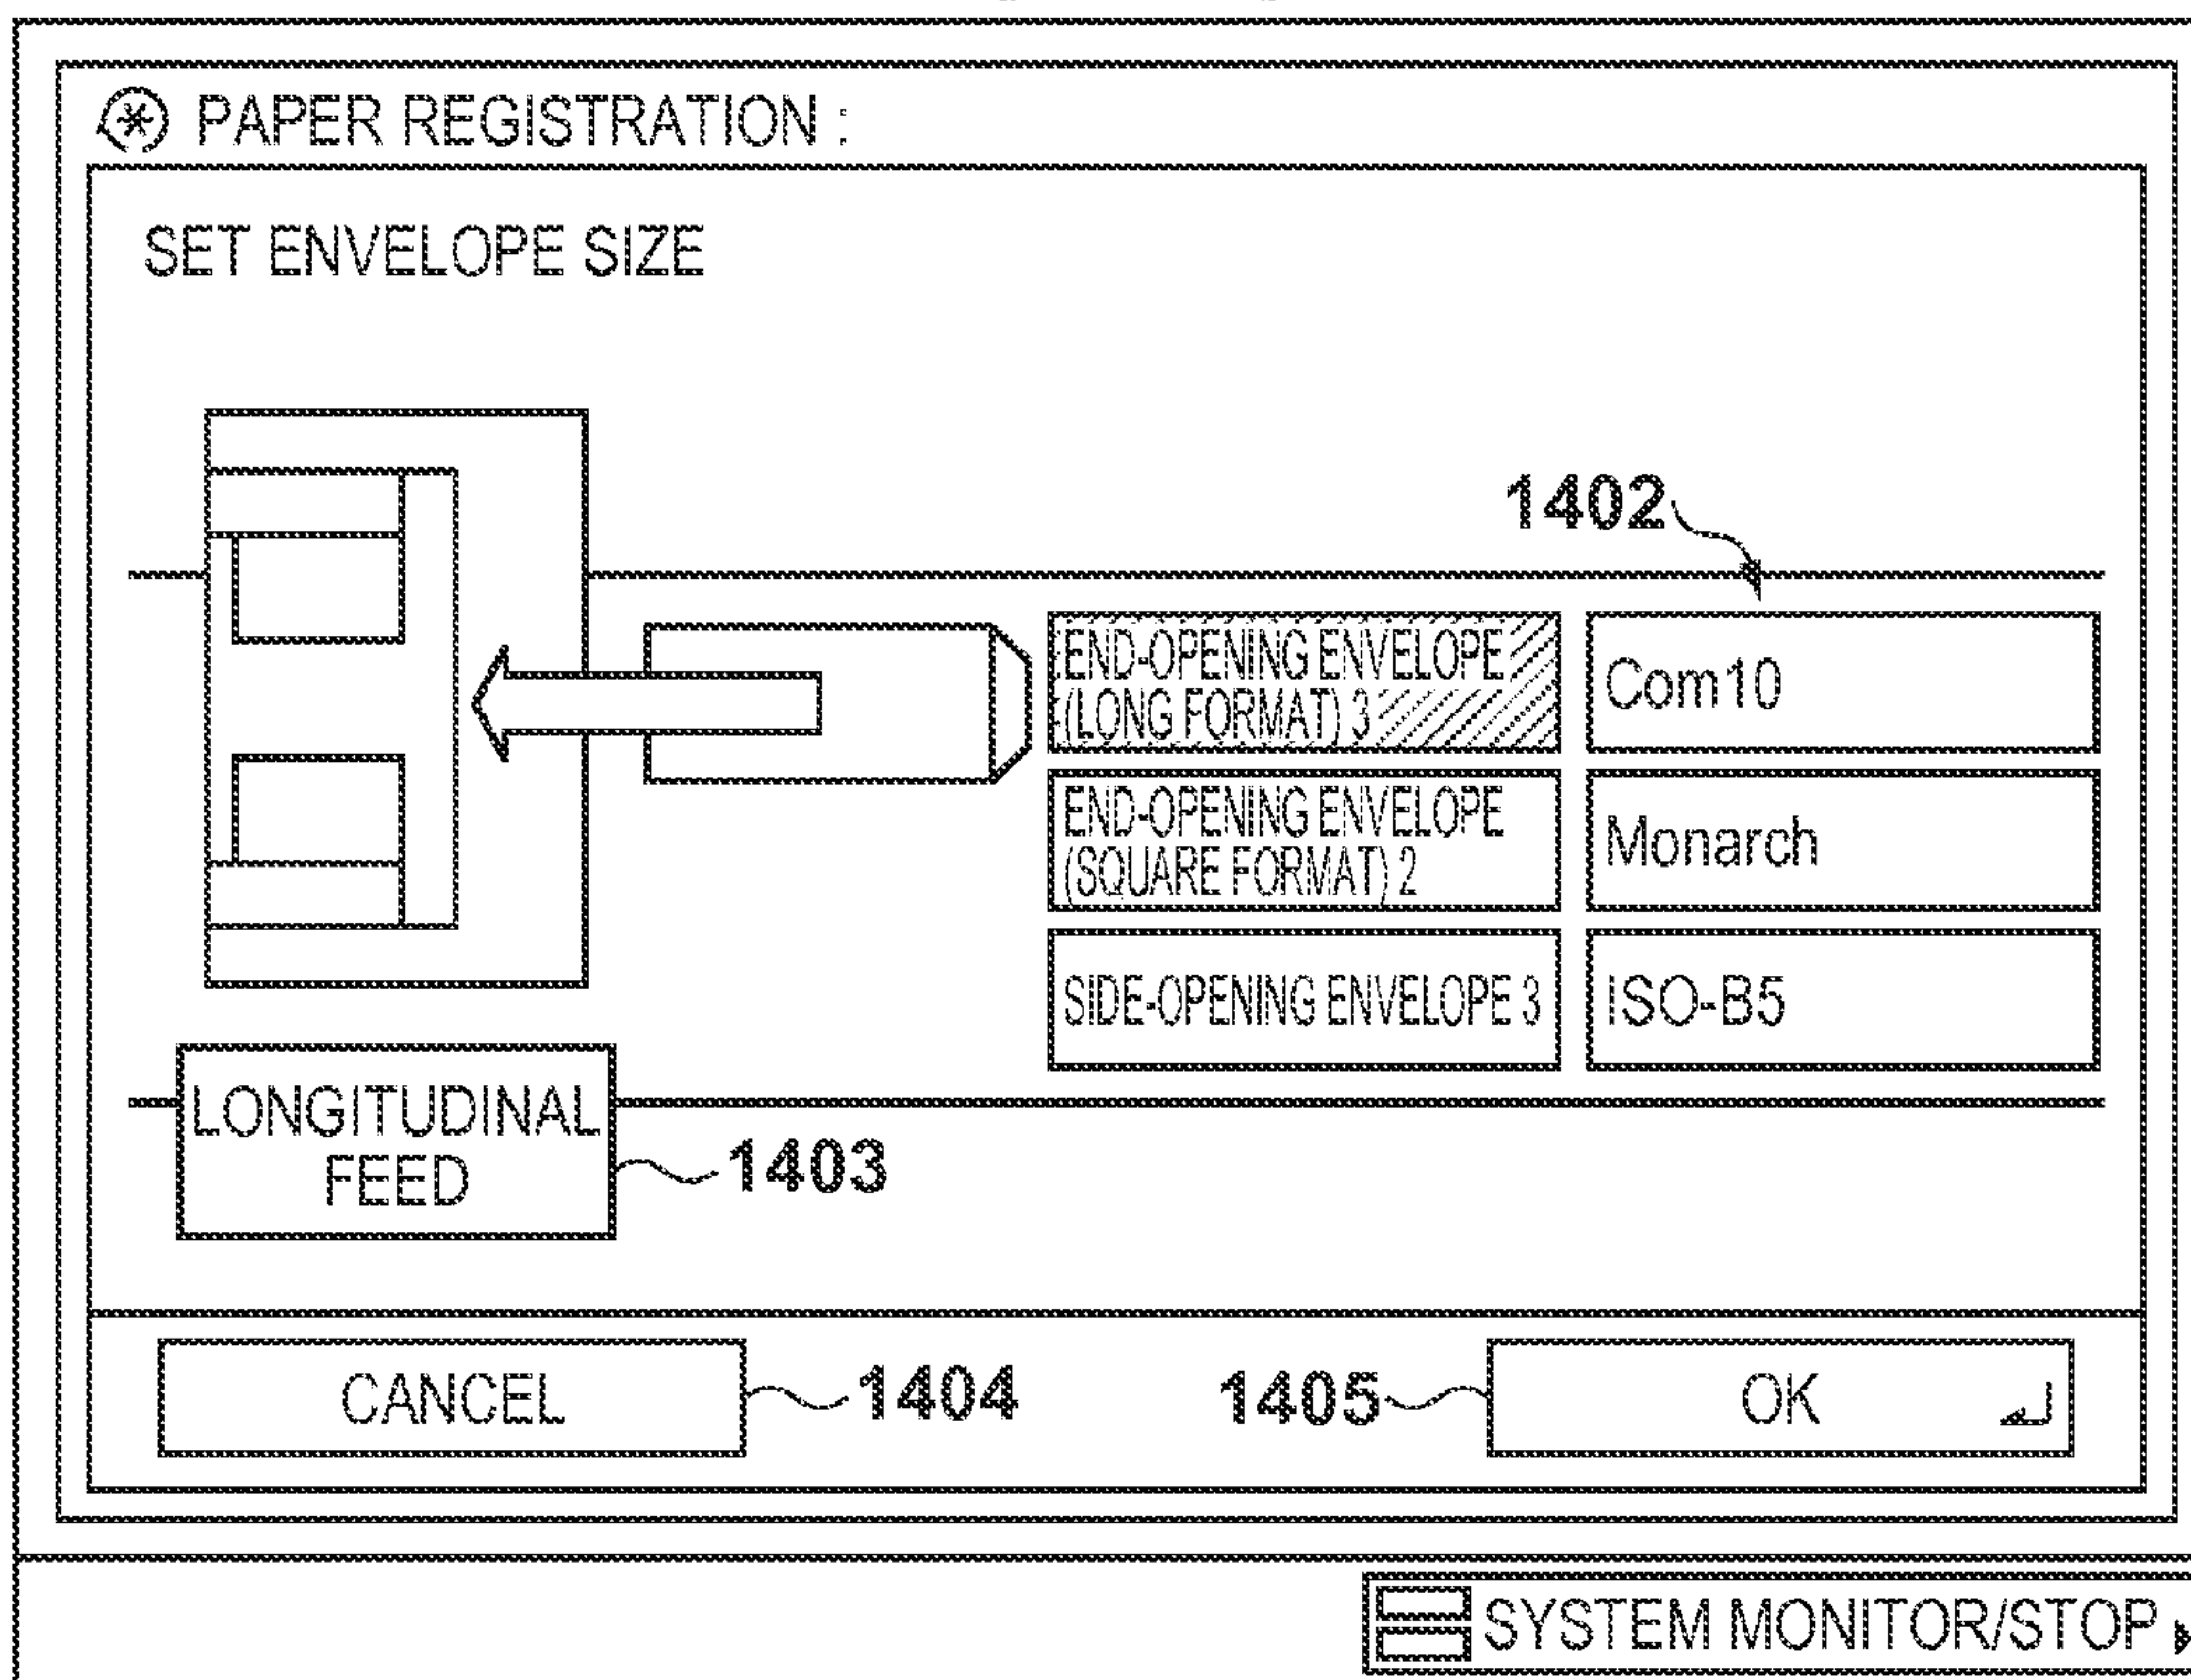 PAPER REGISTRATION :
SET ENVELOPE SIZE
1402
END-OPENING ENVELOPE
(LONG FORMAT) 3
Com10
END-OPENING ENVELOPE
(SQUARE FORMAT) 2
Monarch
SIDE-OPENING ENVELOPE 3
ISO-B5
LONGITUDINAL
FEED
1403
CANCEL
1404
1405
OK
SYSTEM MONITOR/STOP